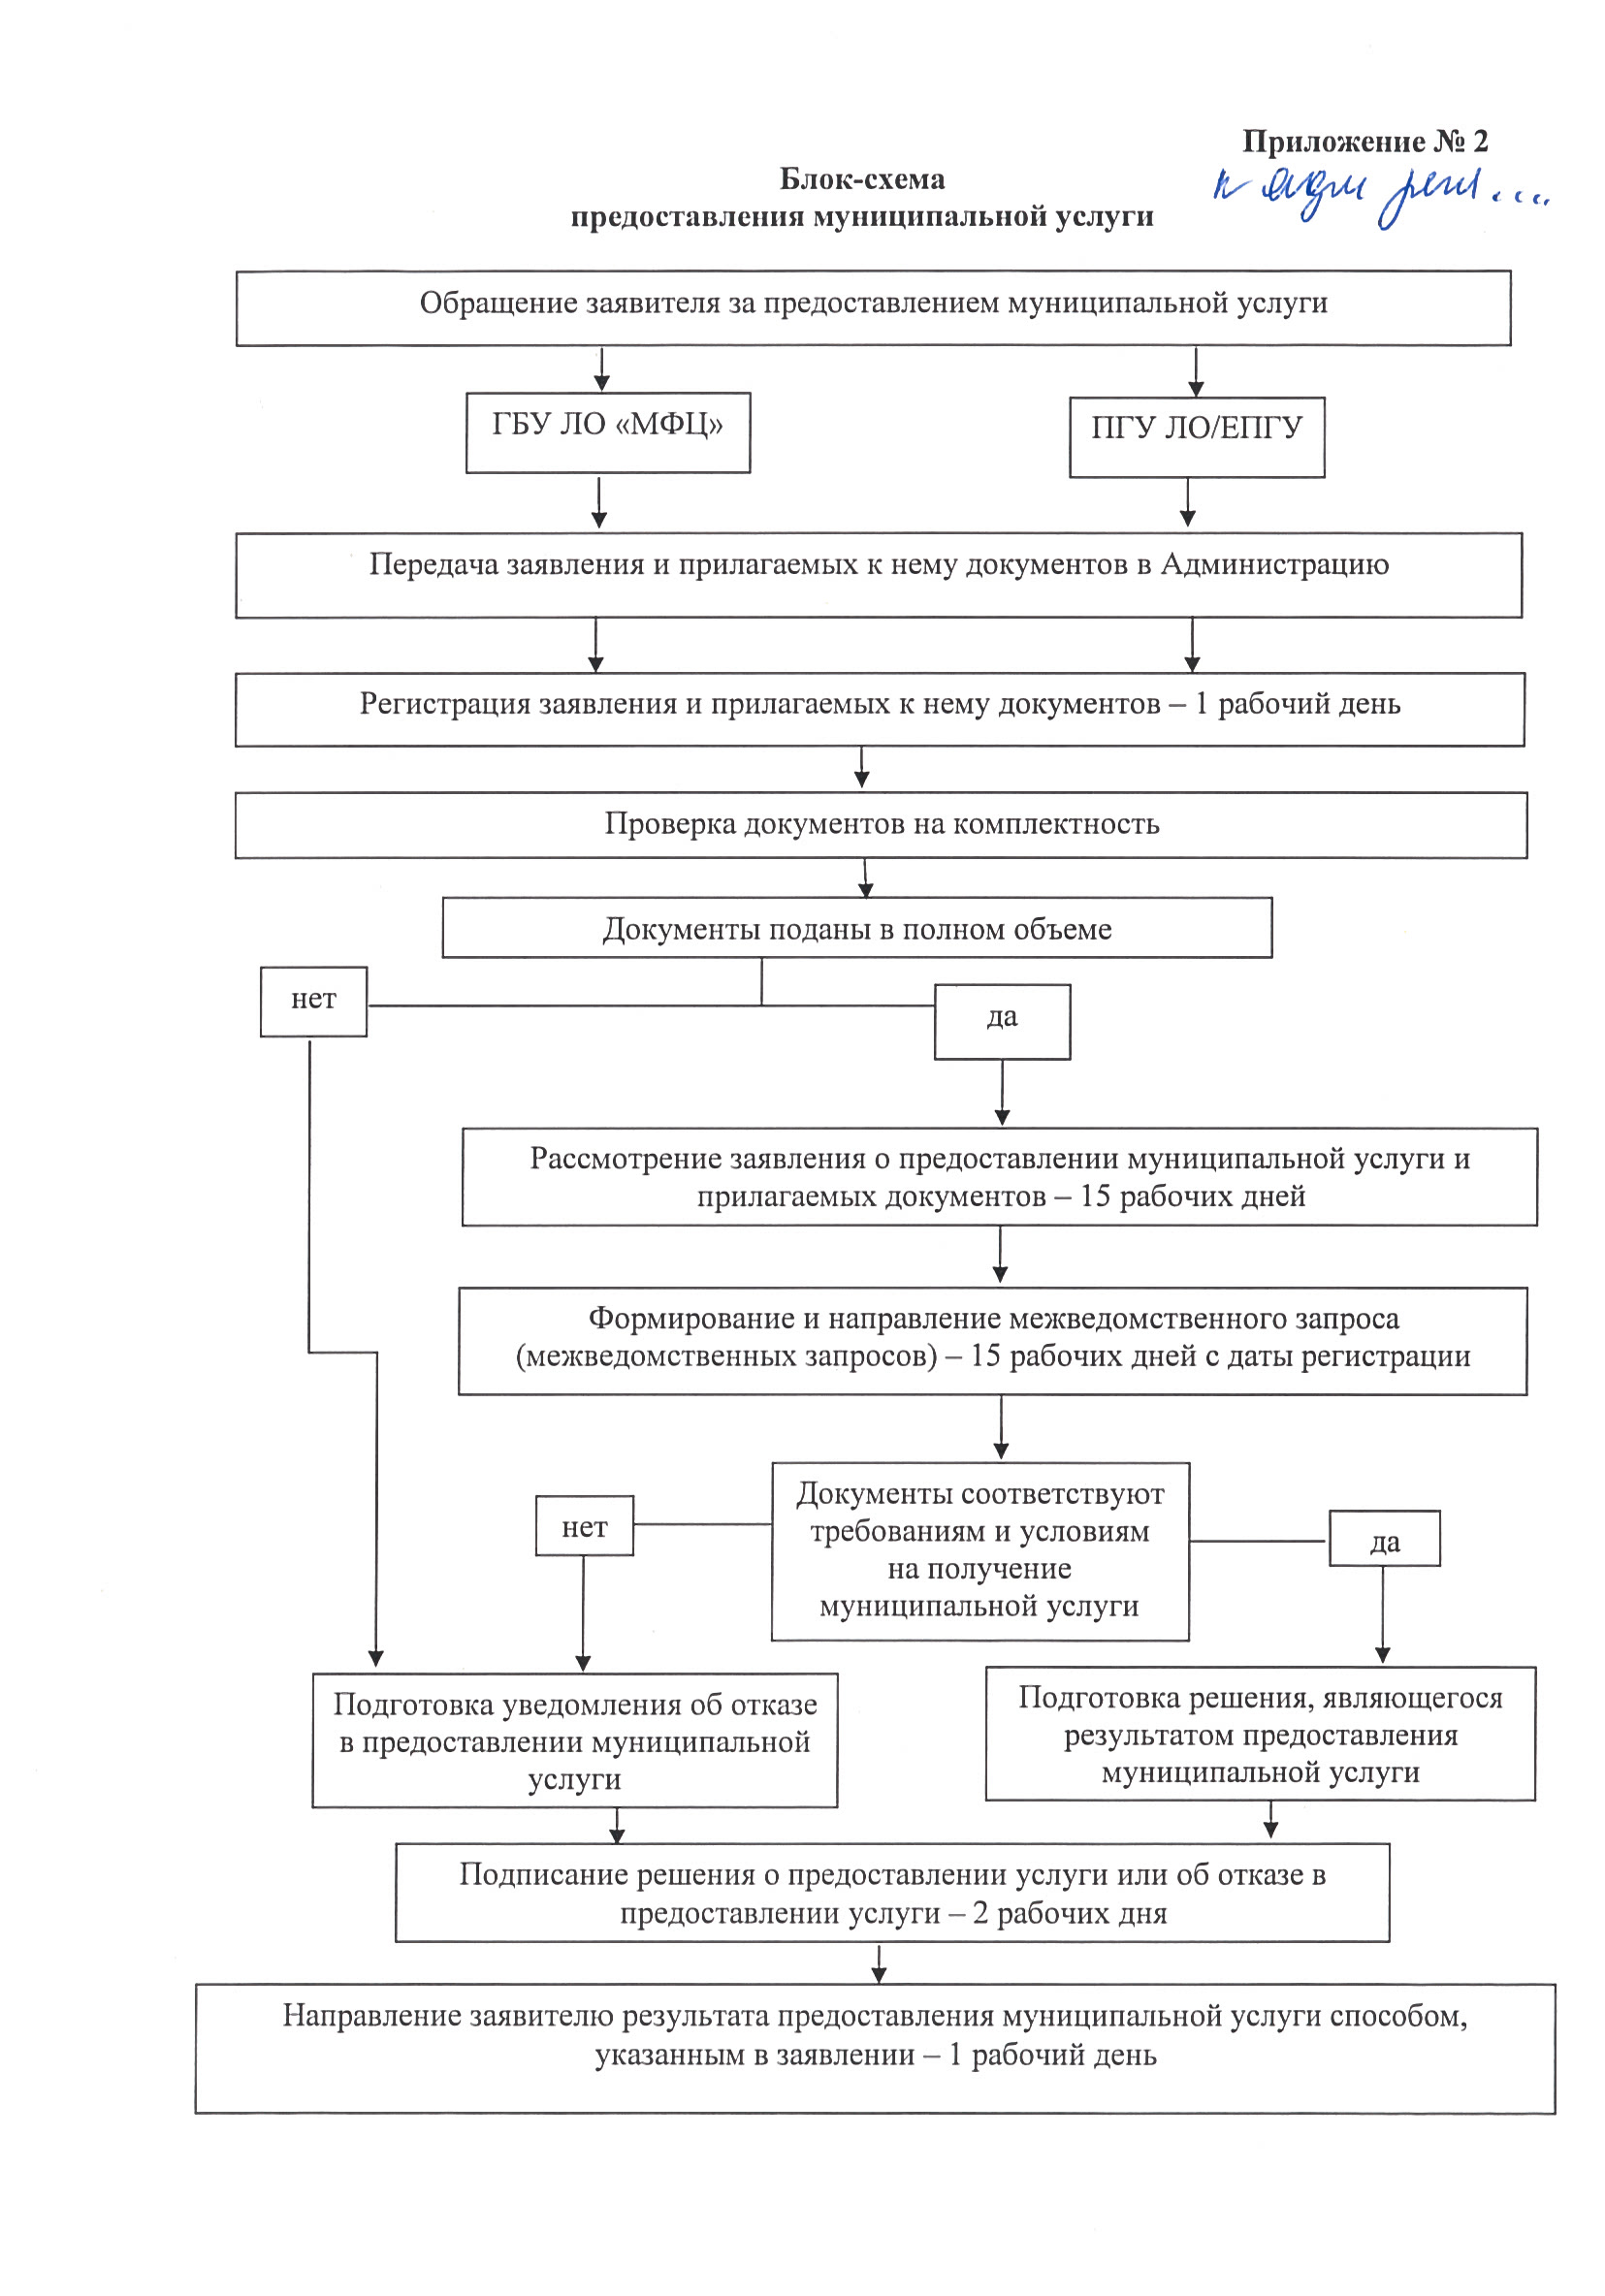 Приложение № 2
к адм рег....
Блок-схема
предоставления муниципальной услуги
Обращение заявителя за предоставлением муниципальной услуги
ГБУ ЛО «МФЦ»
ПГУ ЛО/ЕПГУ
Передача заявления и прилагаемых к нему документов в Администрацию
Регистрация заявления и прилагаемых к нему документов – 1 рабочий день
Проверка документов на комплектность
Документы поданы в полном объеме
нет
да
Рассмотрение заявления о предоставлении муниципальной услуги и
прилагаемых документов – 15 рабочих дней
Формирование и направление межведомственного запроса
(межведомственных запросов) – 15 рабочих дней с даты регистрации
Документы соответствуют
требованиям и условиям
на получение
муниципальной услуги
нет
да
Подготовка уведомления об отказе
в предоставлении муниципальной
услуги
Подготовка решения, являющегося
результатом предоставления
муниципальной услуги
Подписание решения о предоставлении услуги или об отказе в
предоставлении услуги – 2 рабочих дня
Направление заявителю результата предоставления муниципальной услуги способом,
указанным в заявлении – 1 рабочий день